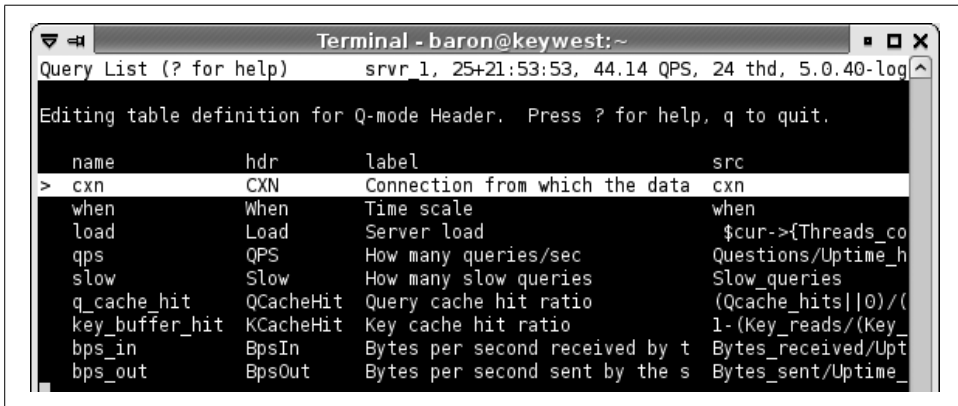 Terminal - baron@keywest:~
Query List (? for help) srvr_1, 25+21:53:53, 44.14 QPS, 24 thd, 5.0.40-log
Editing table definition for Q-mode Header. Press ? for help, q to quit.
name hdr label src
> cxn CXN Connection from which the data cxn
when When Time scale when
load Load Server load $cur->{Threads_co
qps QPS How many queries/sec Questions/Uptime_h
slow Slow How many slow queries Slow_queries
q_cache_hit QCacheHit Query cache hit ratio (Qcache_hits||0)/(
key_buffer_hit KCacheHit Key cache hit ratio 1-(Key_reads/(Key_
bps_in BpsIn Bytes per second received by t Bytes_received/Upt
bps_out BpsOut Bytes per second sent by the s Bytes_sent/Uptime_